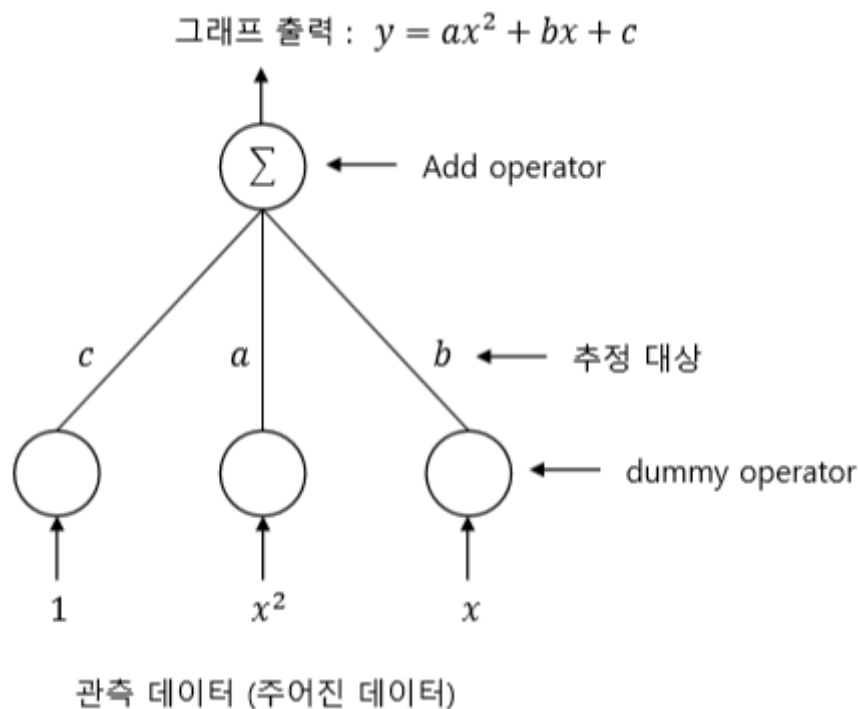 그래프 출력 : y = ax² + bx + c
∑
Add operator
c
a
b
추정 대상
dummy operator
1
x²
x
관측 데이터 (주어진 데이터)